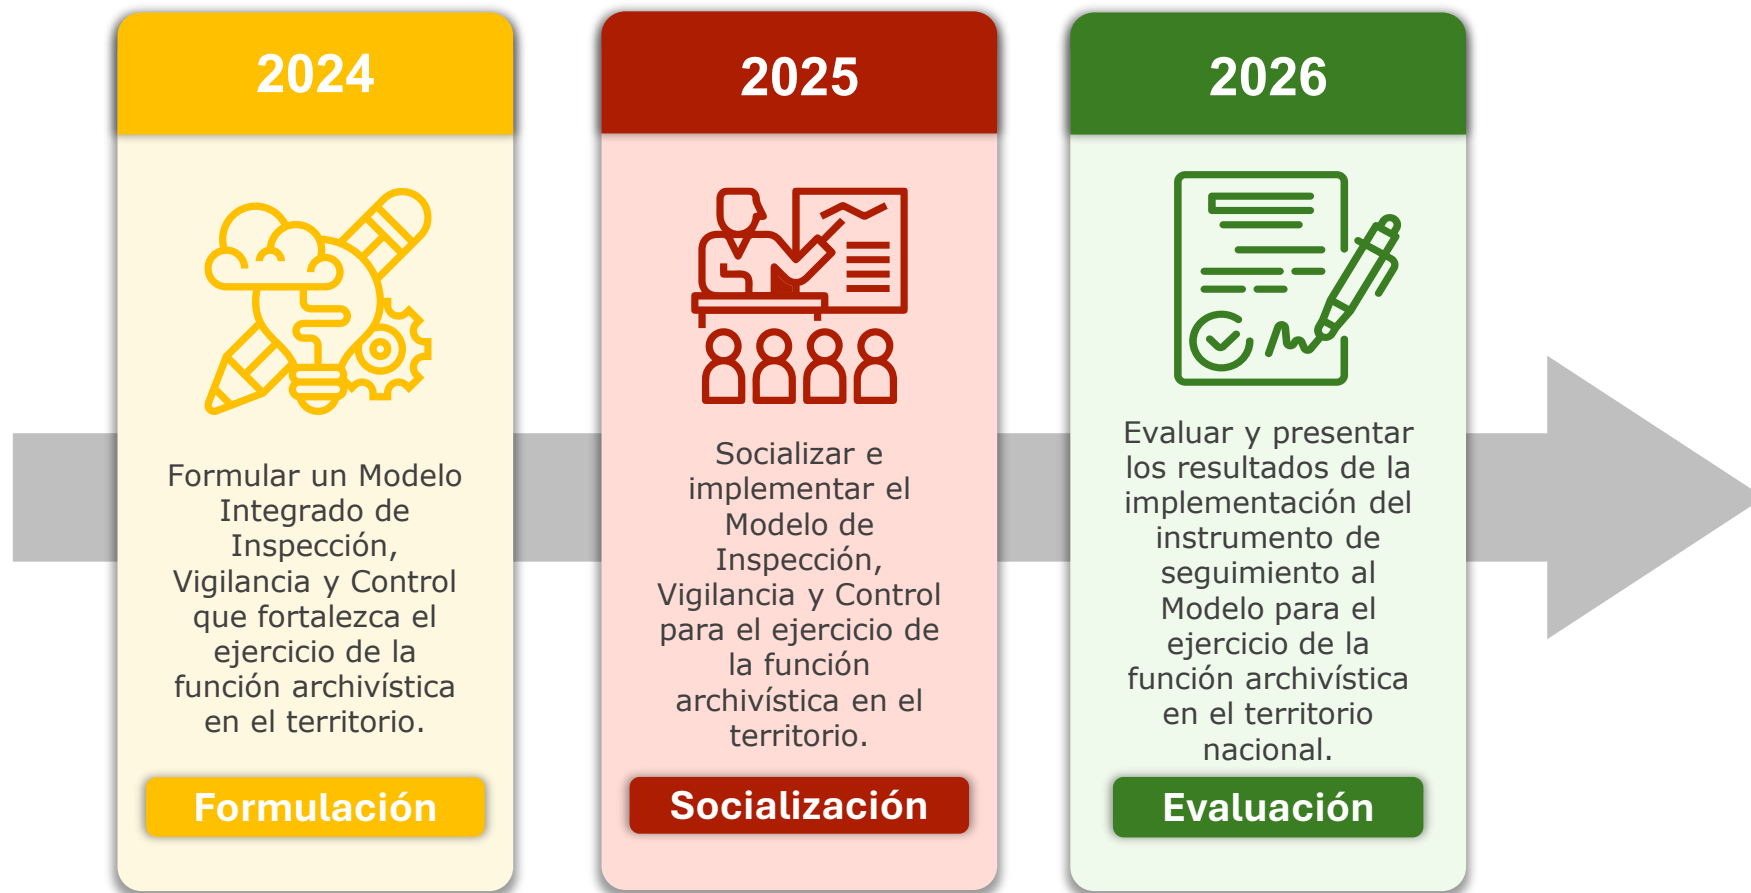 2024
Formular un Modelo
Integrado de
Inspección,
Vigilancia y Control
que fortalezca el
ejercicio de la
función archivística
en el territorio.
Formulación
2025
Socializar e
implementar el
Modelo de
Inspección,
Vigilancia y Control
para el ejercicio de
la función
archivística en el
territorio.
Socialización
2026
Evaluar y presentar
los resultados de la
implementación del
instrumento de
seguimiento al
Modelo para el
ejercicio de la
función archivística
en el territorio
nacional.
Evaluación